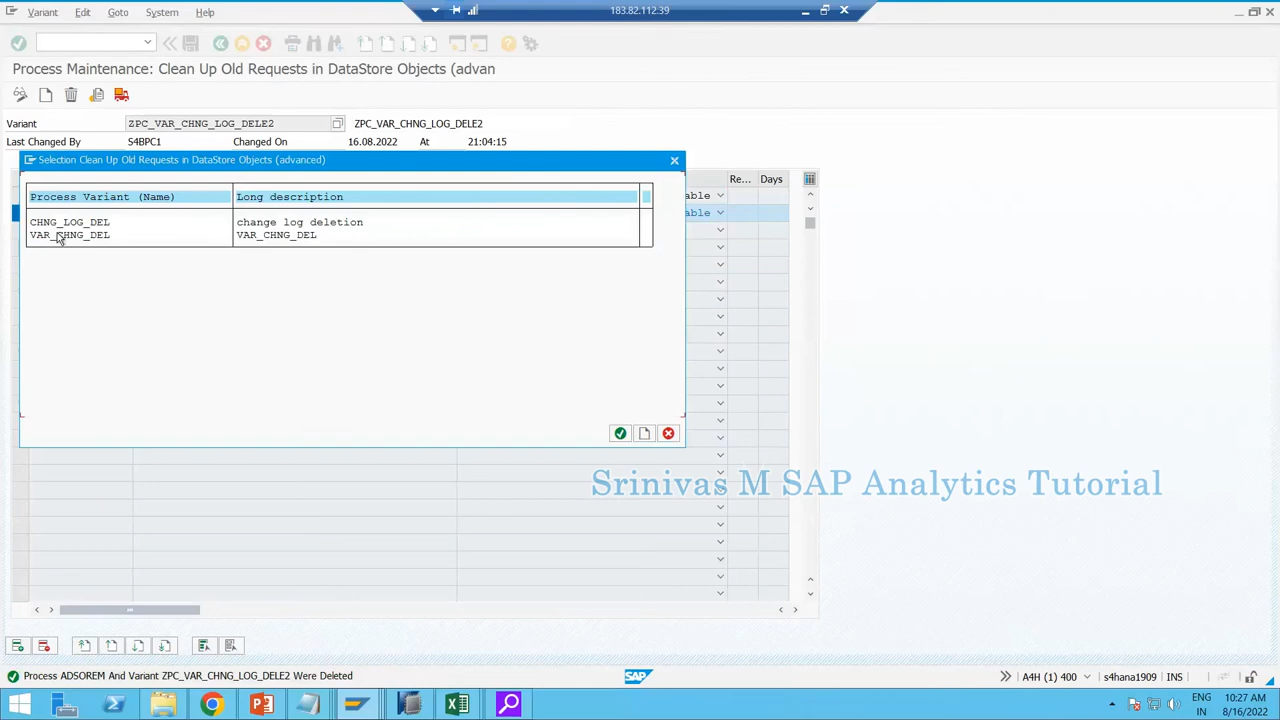 183.82.112.39
Variant Edit Goto System Help
Process Maintenance: Clean Up Old Requests in DataStore Objects (advan
Variant ZPC_VAR_CHNG_LOG_DELE2 ZPC_VAR_CHNG_LOG_DELE2
Last Changed By S4BPC1 Changed On 16.08.2022 At 21:04:15
Selection Clean Up Old Requests in DataStore Objects (advanced)
Re... Days
Process Variant (Name) Long description
able
able
CHNG_LOG_DEL change log deletion
VAR_CHNG_DEL VAR_CHNG_DEL
Srinivas M SAP Analytics Tutorial
Process ADSOREM And Variant ZPC_VAR_CHNG_LOG_DELE2 Were Deleted
SAP
A4H (1) 400 s4hana1909 INS
ENG 10:27 AM
IN 8/16/2022